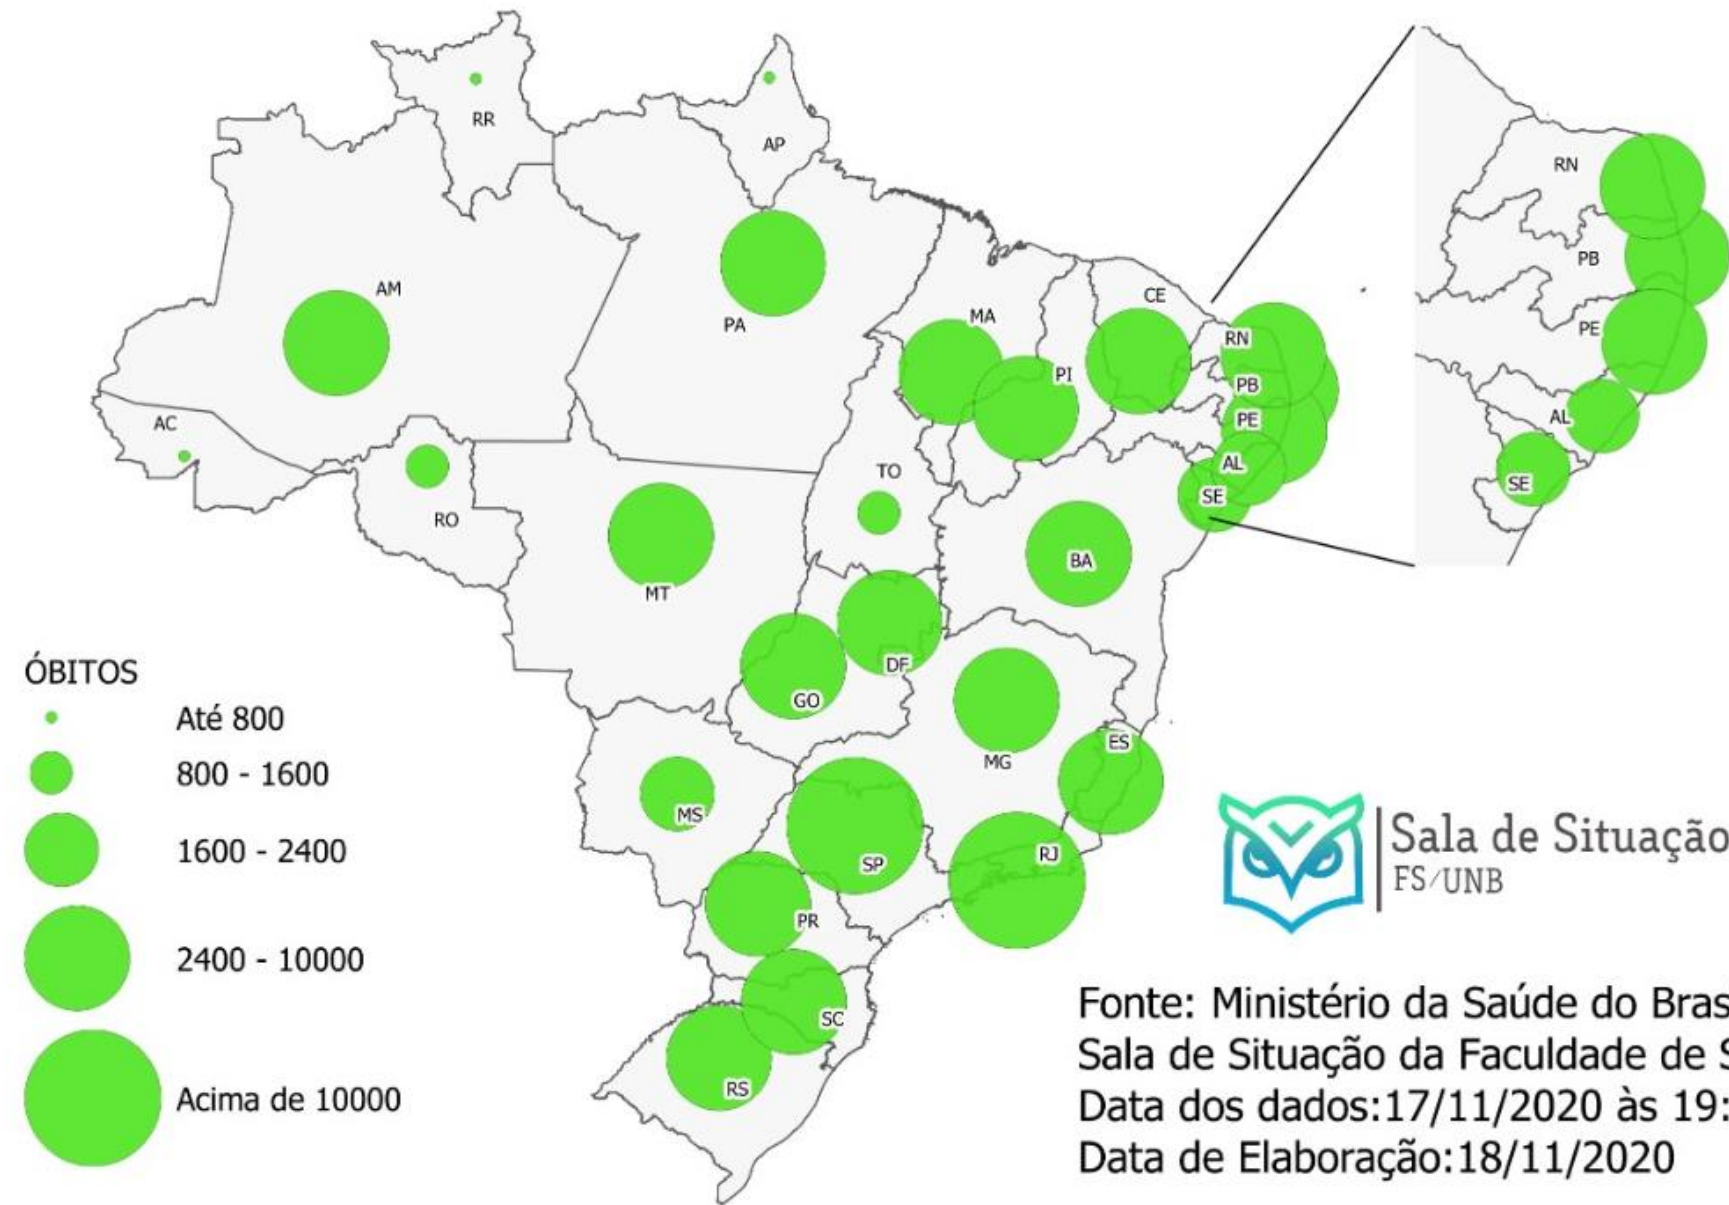 RR
AP
RN
AM
PA
MA
CE
PB
PE
RN
PI
PB
AC
PE
AL
TO
AL
SE
SE
RO
BA
MT
DF
GO
ES
MG
MS
RJ
SP
PR
SC
RS
ÓBITOS
Até 800
800 - 1600
1600 - 2400
2400 - 10000
Acima de 10000
Sala de Situação
FS/UNB
Fonte: Ministério da Saúde do Bras
Sala de Situação da Faculdade de S
Data dos dados:17/11/2020 às 19:
Data de Elaboração:18/11/2020